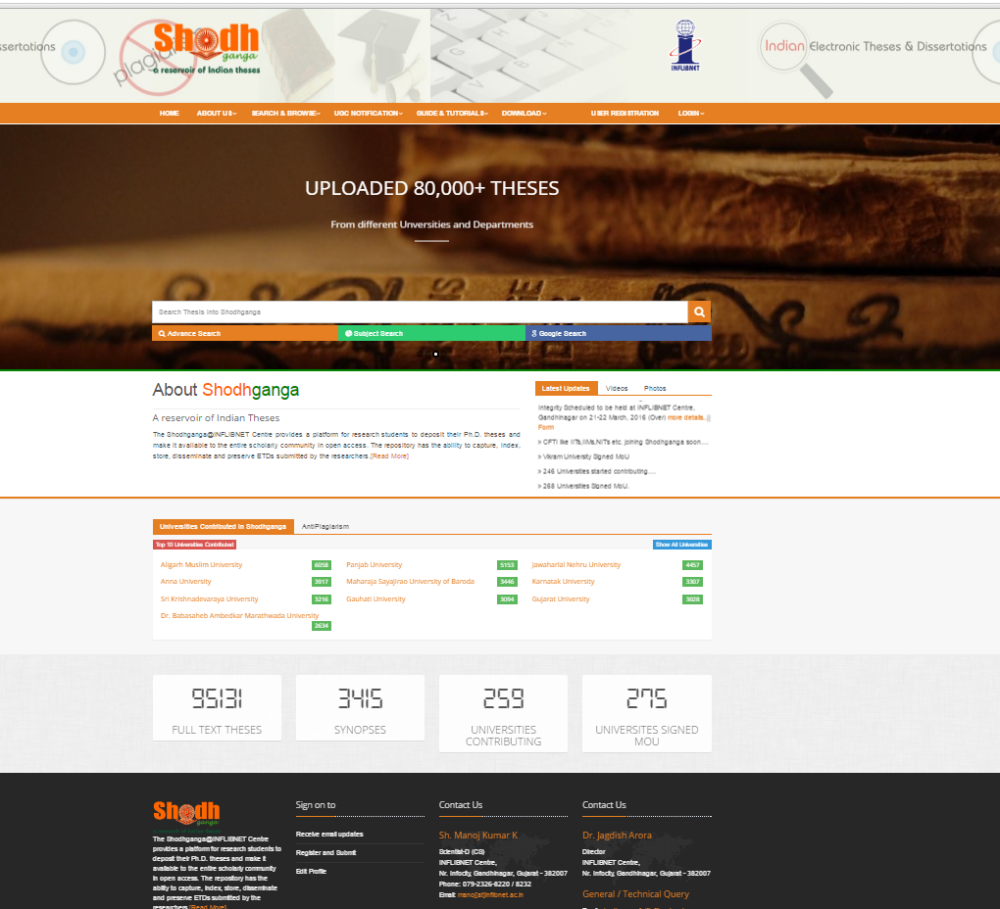 ssertations
plagia
Shodh
ganga
a reservoir of Indian theses
INFLIBNET
Indian Electronic Theses & Dissertations
HOME ABOUT US SEARCH & BROWSE UGC NOTIFICATION GUIDE & TUTORIALS DOWNLOAD USER REGISTRATION LOGIN
UPLOADED 80,000+ THESES
From different Unversities and Departments
Search Thesis Into Shodhganga
Advance Search Subject Search Google Search
About Shodhganga
A reservoir of Indian Theses
The Shodhganga@INFLIBNET Centre provides a platform for research students to deposit their Ph.D. theses and
make it available to the entire scholarly community in open access. The repository has the ability to capture, index,
store, disseminate and preserve ETDs submitted by the researchers.[Read More]
Latest Updates Videos Photos
Integrity Scheduled to be held at INFLIBNET Centre,
Gandhinagar on 21-22 March, 2016 (Over) more details..||
Form
» CFTI like IITs,IIMs,NITs etc. joining Shodhganga soon....
» Vikram University Signed MoU
» 246 Universities started contributing....
» 268 Universities Signed MoU.
Universities Contributed in Shodhganga AntiPlagiarism
Top 10 Universities Contributed Show All Universities
Aligarh Muslim University 6058 Panjab University 5153 Jawaharlal Nehru University 4457
Anna University 3917 Maharaja Sayajirao University of Baroda 3446 Karnatak University 3367
Sri Krishnadevaraya University 3216 Gauhati University 3094 Gujarat University 3028
Dr. Babasaheb Ambedkar Marathwada University
2634
95131 3415 259 275
FULL TEXT THESES SYNOPSES UNIVERSITIES CONTRIBUTING UNIVERSITES SIGNED MOU
Shodh
ganga
a reservoir of Indian theses
The Shodhganga@INFLIBNET Centre
provides a platform for research students to
deposit their Ph.D. theses and make it
available to the entire scholarly community
in open access. The repository has the
ability to capture, index, store, disseminate
and preserve ETDs submitted by the
researchers.[Read More]
Sign on to
Receive email updates
Register and Submit
Edit Profile
Contact Us
Sh. Manoj Kumar K
Scientist-D (CS)
INFLIBNET Centre,
Nr. Infocity, Gandhinagar, Gujarat - 382007
Phone: 079-2326-8220 / 8232
Email: manoj[at]inflibnet.ac.in
Contact Us
Dr. Jagdish Arora
Director
INFLIBNET Centre,
Nr. Infocity, Gandhinagar, Gujarat - 382007
General / Technical Query